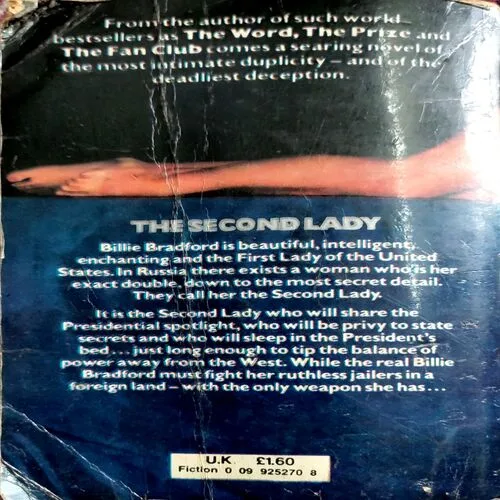 From the author of such world
bestsellers as The Word, The Prize and
The Fan Club comes a searing novel of
the most intimate duplicity – and of the
deadliest deception.
THE SECOND LADY
Billie Bradford is beautiful, intelligent,
enchanting and the First Lady of the United
States. In Russia there exists a woman who is her
exact double, down to the most secret detail.
They call her the Second Lady.
It is the Second Lady who will share the
Presidential spotlight, who will be privy to state
secrets and who will sleep in the President's
bed... just long enough to tip the balance of
power away from the West. While the real Billie
Bradford must fight her ruthless jailers in a
foreign land – with the only weapon she has...
U.K. £1.60
Fiction 0 09 925270 8